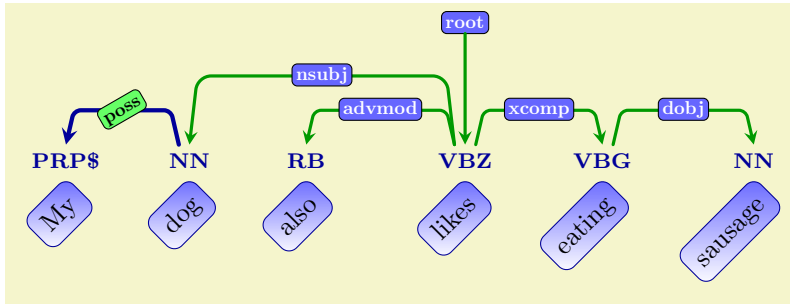 root
nsubj
poss advmod xcomp dobj
PRP$ NN RB VBZ VBG NN
My dog also likes eating sausage